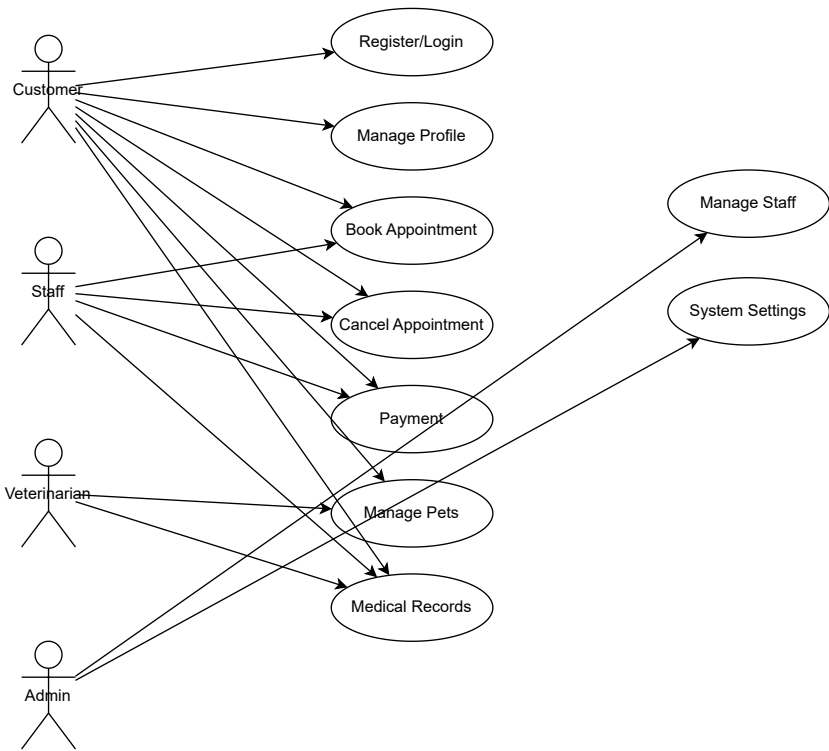 Customer
Register/Login
Manage Profile
Book Appointment
Manage Staff
Staff
Cancel Appointment
System Settings
Payment
Veterinarian
Manage Pets
Medical Records
Admin